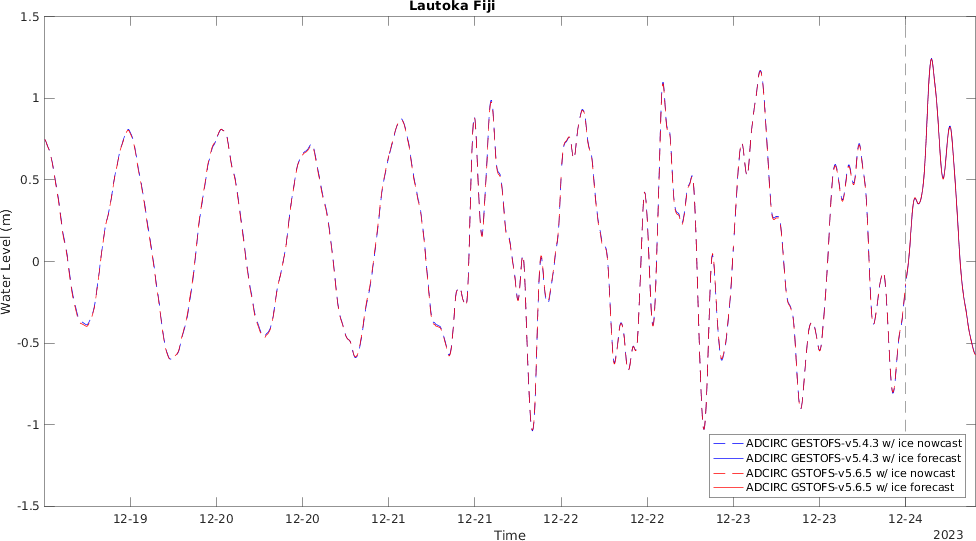 Lautoka Fiji
1.5
1
0.5
0
-0.5
-1
-1.5
Water Level (m)
ADCIRC GESTOFS-v5.4.3 w/ ice nowcast
ADCIRC GESTOFS-v5.4.3 w/ ice forecast
ADCIRC GSTOFS-v5.6.5 w/ ice nowcast
ADCIRC GSTOFS-v5.6.5 w/ ice forecast
12-19 12-20 12-20 12-21 12-21 12-22 12-22 12-23 12-23 12-24
Time
2023